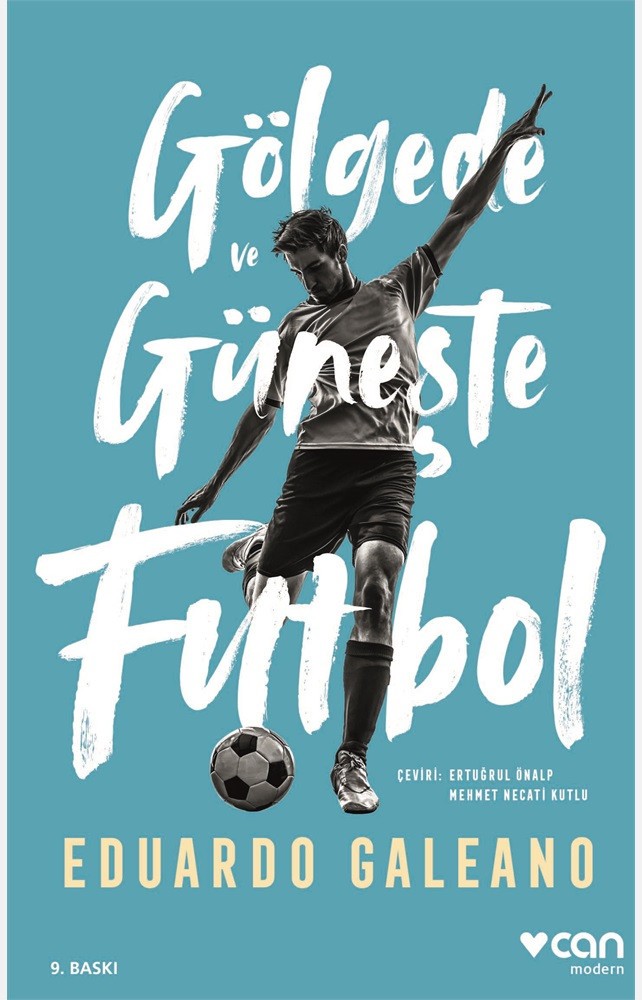 Gölgede
ve
Güneşte
Futbol
ÇEVİRİ: ERTUĞRUL ÖNALP
MEHMET NECATİ KUTLU
EDUARDO GALEANO
9. BASKI
can
modern